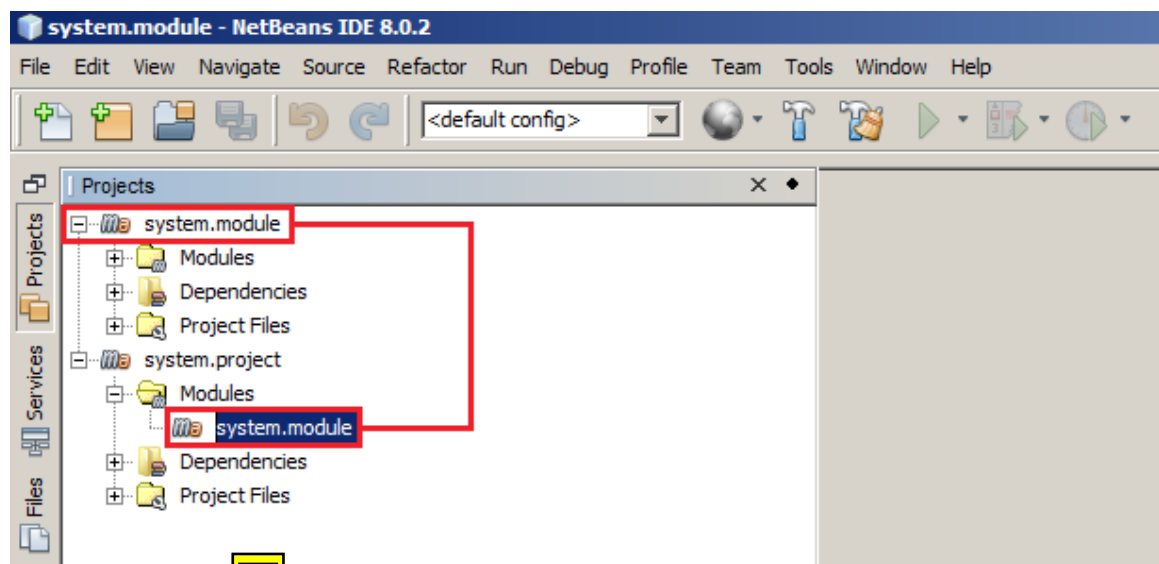 system.module - NetBeans IDE 8.0.2
File Edit View Navigate Source Refactor Run Debug Profile Team Tools Window Help
<default config>
Projects
Projects
Services
Files
system.module
Modules
Dependencies
Project Files
system.project
Modules
system.module
Dependencies
Project Files